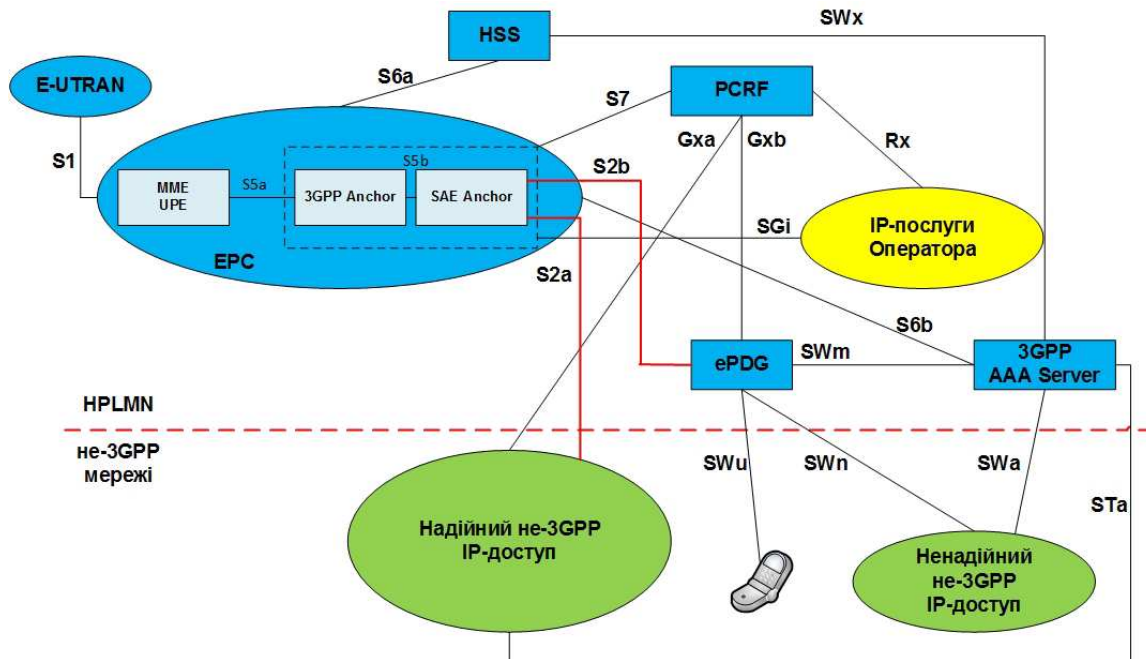 SWx
HSS
E-UTRAN
S6a
S7
PCRF
Gxa
Gxb
Rx
S1
S5b
S2b
MME
UPE
S5a
3GPP Anchor
SAE Anchor
SGi
IP-послуги
Оператора
EPC
S2a
S6b
ePDG
SWm
3GPP
AAA Server
HPLMN
не-3GPP
мережі
SWu
SWn
SWa
STa
Надійний не-3GPP
IP-доступ
Ненадійний
не-3GPP
IP-доступ